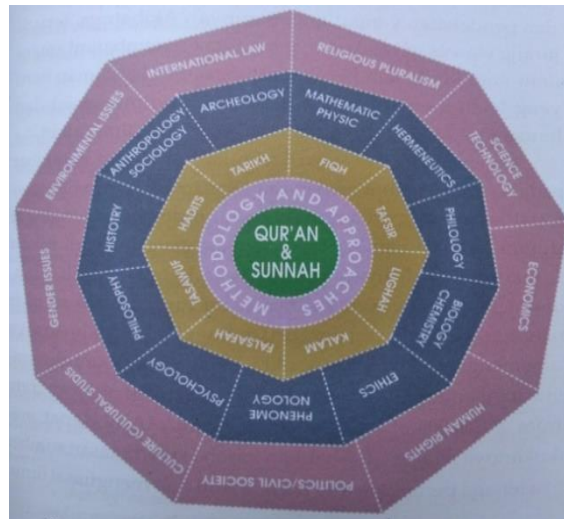 QUR'AN
&
SUNNAH
METHODOLOGY AND APPROACHES
TARIKH
FIQH
TAFSIR
LUGHAH
KALAM
FALSAFAH
TASAWUF
HADITS
ARCHEOLOGY
MATHEMATIC
PHYSIC
HERMENEUTICS
PHILOLOGY
BIOLOGY
CHEMISTRY
ETHICS
PHENOME
NOLOGY
PSYCHOLOGY
PHILOSOPHY
HISTOTRY
ANTHROPOLOGY
SOCIOLOGY
INTERNATIONAL LAW
RELIGIOUS PLURALISM
SCIENCE
TECHNOLOGY
ECONOMICS
HUMAN RIGHTS
POLITICS/CIVIL SOCIETY
CULTURE (CULTURAL STUDIS
GENDER ISSUES
ENVIRONMENTAL ISSUES